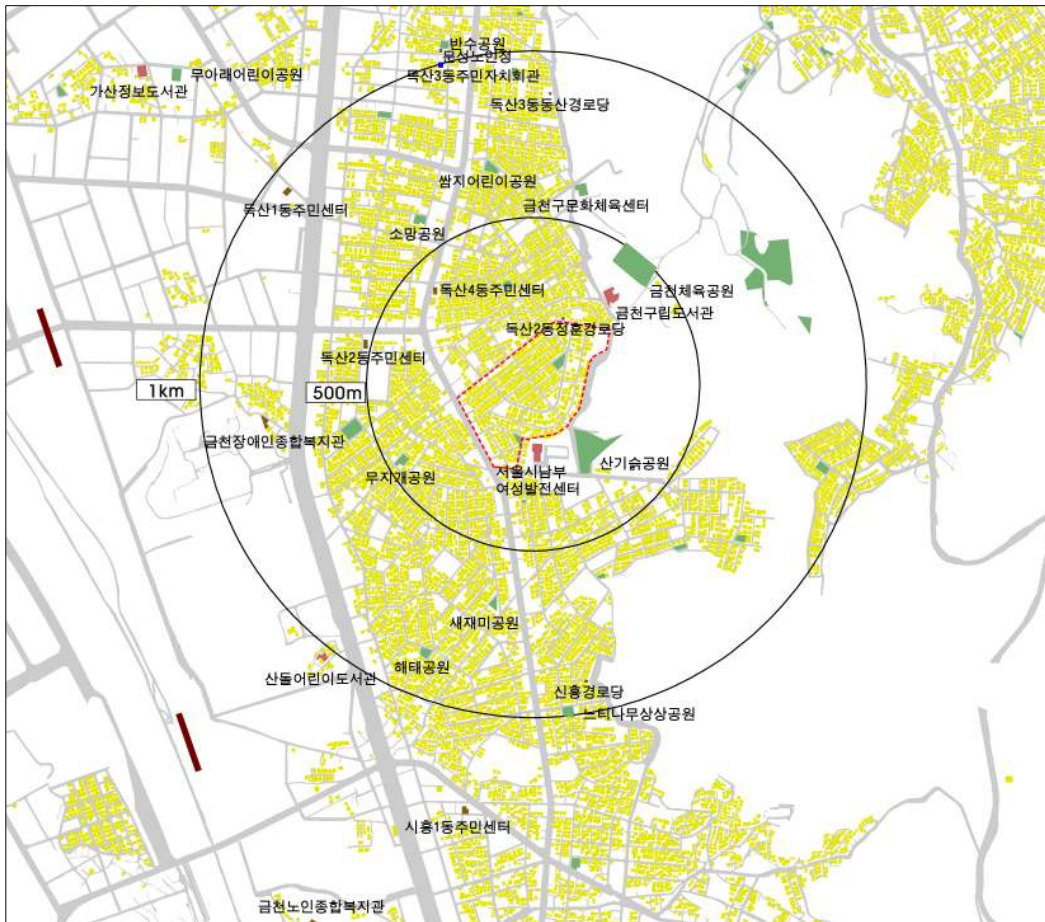 반수공원
문성노인정
독산3동주민자치회관
무아래어린이공원
가산정보도서관
독산3동동산경로당
쌈지어린이공원
독산1동주민센터
금천구문화체육센터
소망공원
독산4동주민센터
금천체육공원
금천구립도서관
독산2동정훈경로당
독산2동주민센터
1km
500m
금천장애인종합복지관
무지개공원
서울시남부
여성발전센터
산기슭공원
새재미공원
해태공원
산돌어린이도서관
신흥경로당
느티나무상상공원
시흥1동주민센터
금천노인종합복지관